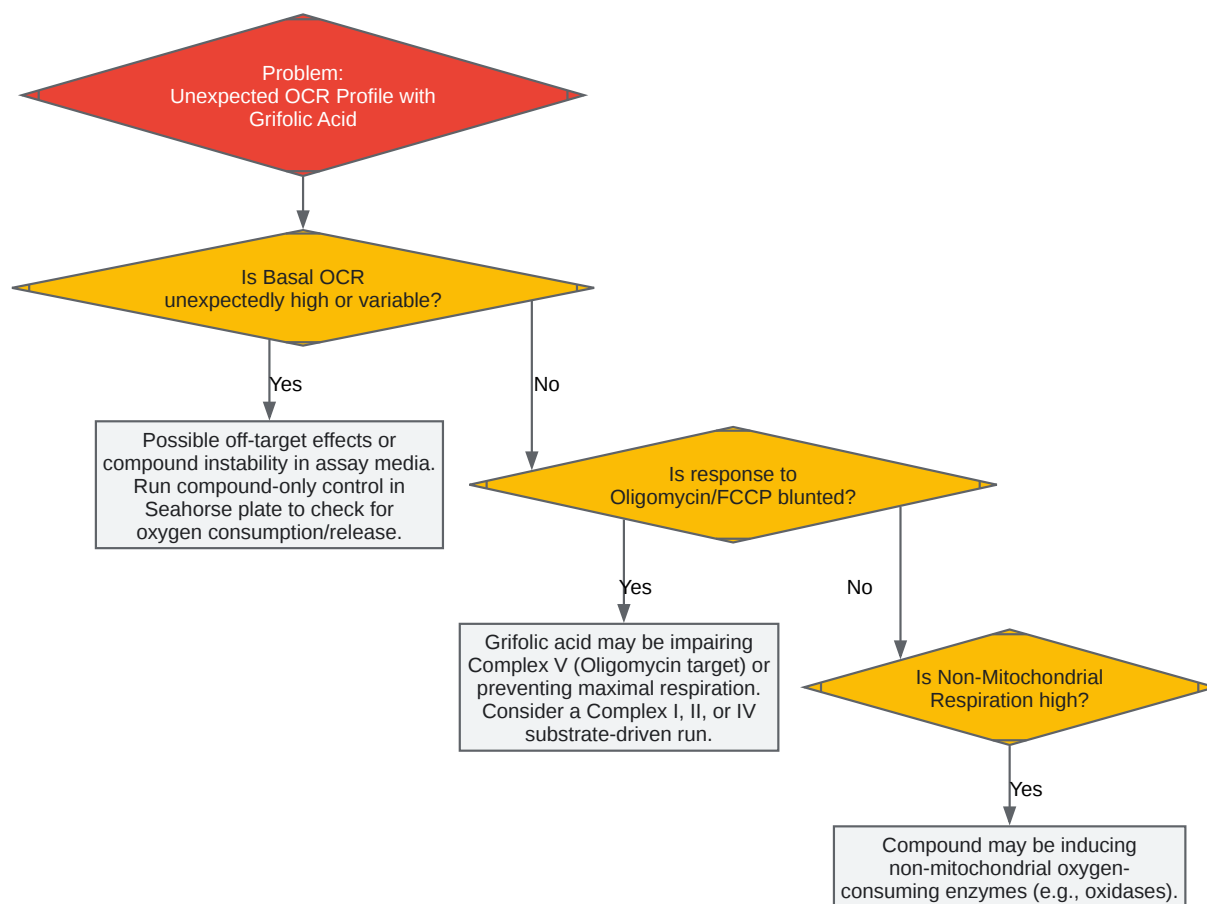 Problem:
Unexpected OCR Profile with
Grifolic Acid
Is Basal OCR
unexpectedly high or variable?
Yes
No
Possible off-target effects or
compound instability in assay media.
Run compound-only control in
Seahorse plate to check for
oxygen consumption/release.
Is response to
Oligomycin/FCCP blunted?
Yes
No
Grifolic acid may be impairing
Complex V (Oligomycin target) or
preventing maximal respiration.
Consider a Complex I, II, or IV
substrate-driven run.
Is Non-Mitochondrial
Respiration high?
Yes
Compound may be inducing
non-mitochondrial oxygen-
consuming enzymes (e.g., oxidases).